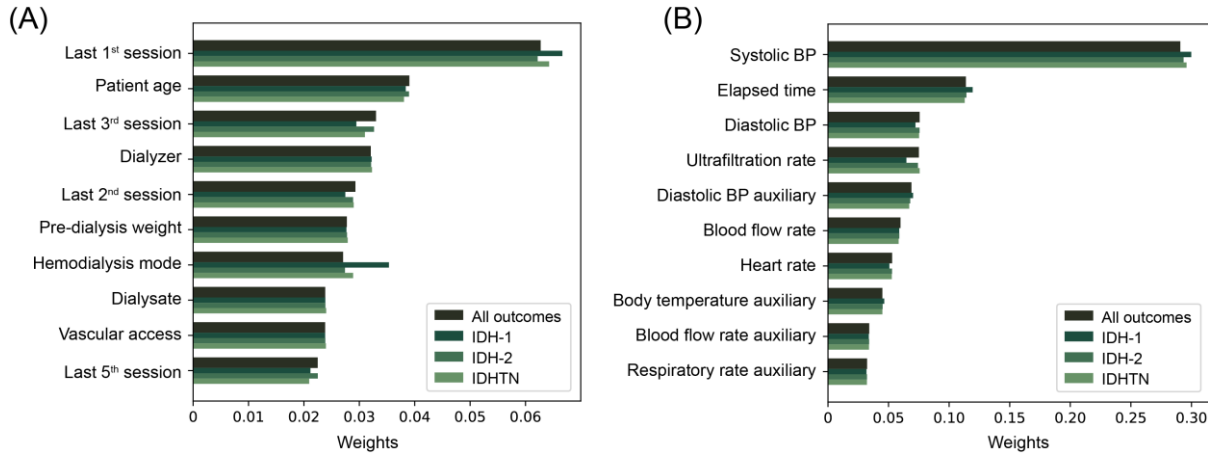 (A)
Last 1st session
Patient age
Last 3rd session
Dialyzer
Last 2nd session
Pre-dialysis weight
Hemodialysis mode
Dialysate
Vascular access
Last 5th session
All outcomes
IDH-1
IDH-2
IDHTN
0 0.01 0.02 0.03 0.04 0.05 0.06
Weights
(B)
Systolic BP
Elapsed time
Diastolic BP
Ultrafiltration rate
Diastolic BP auxiliary
Blood flow rate
Heart rate
Body temperature auxiliary
Blood flow rate auxiliary
Respiratory rate auxiliary
All outcomes
IDH-1
IDH-2
IDHTN
0 0.05 0.10 0.15 0.20 0.25 0.30
Weights